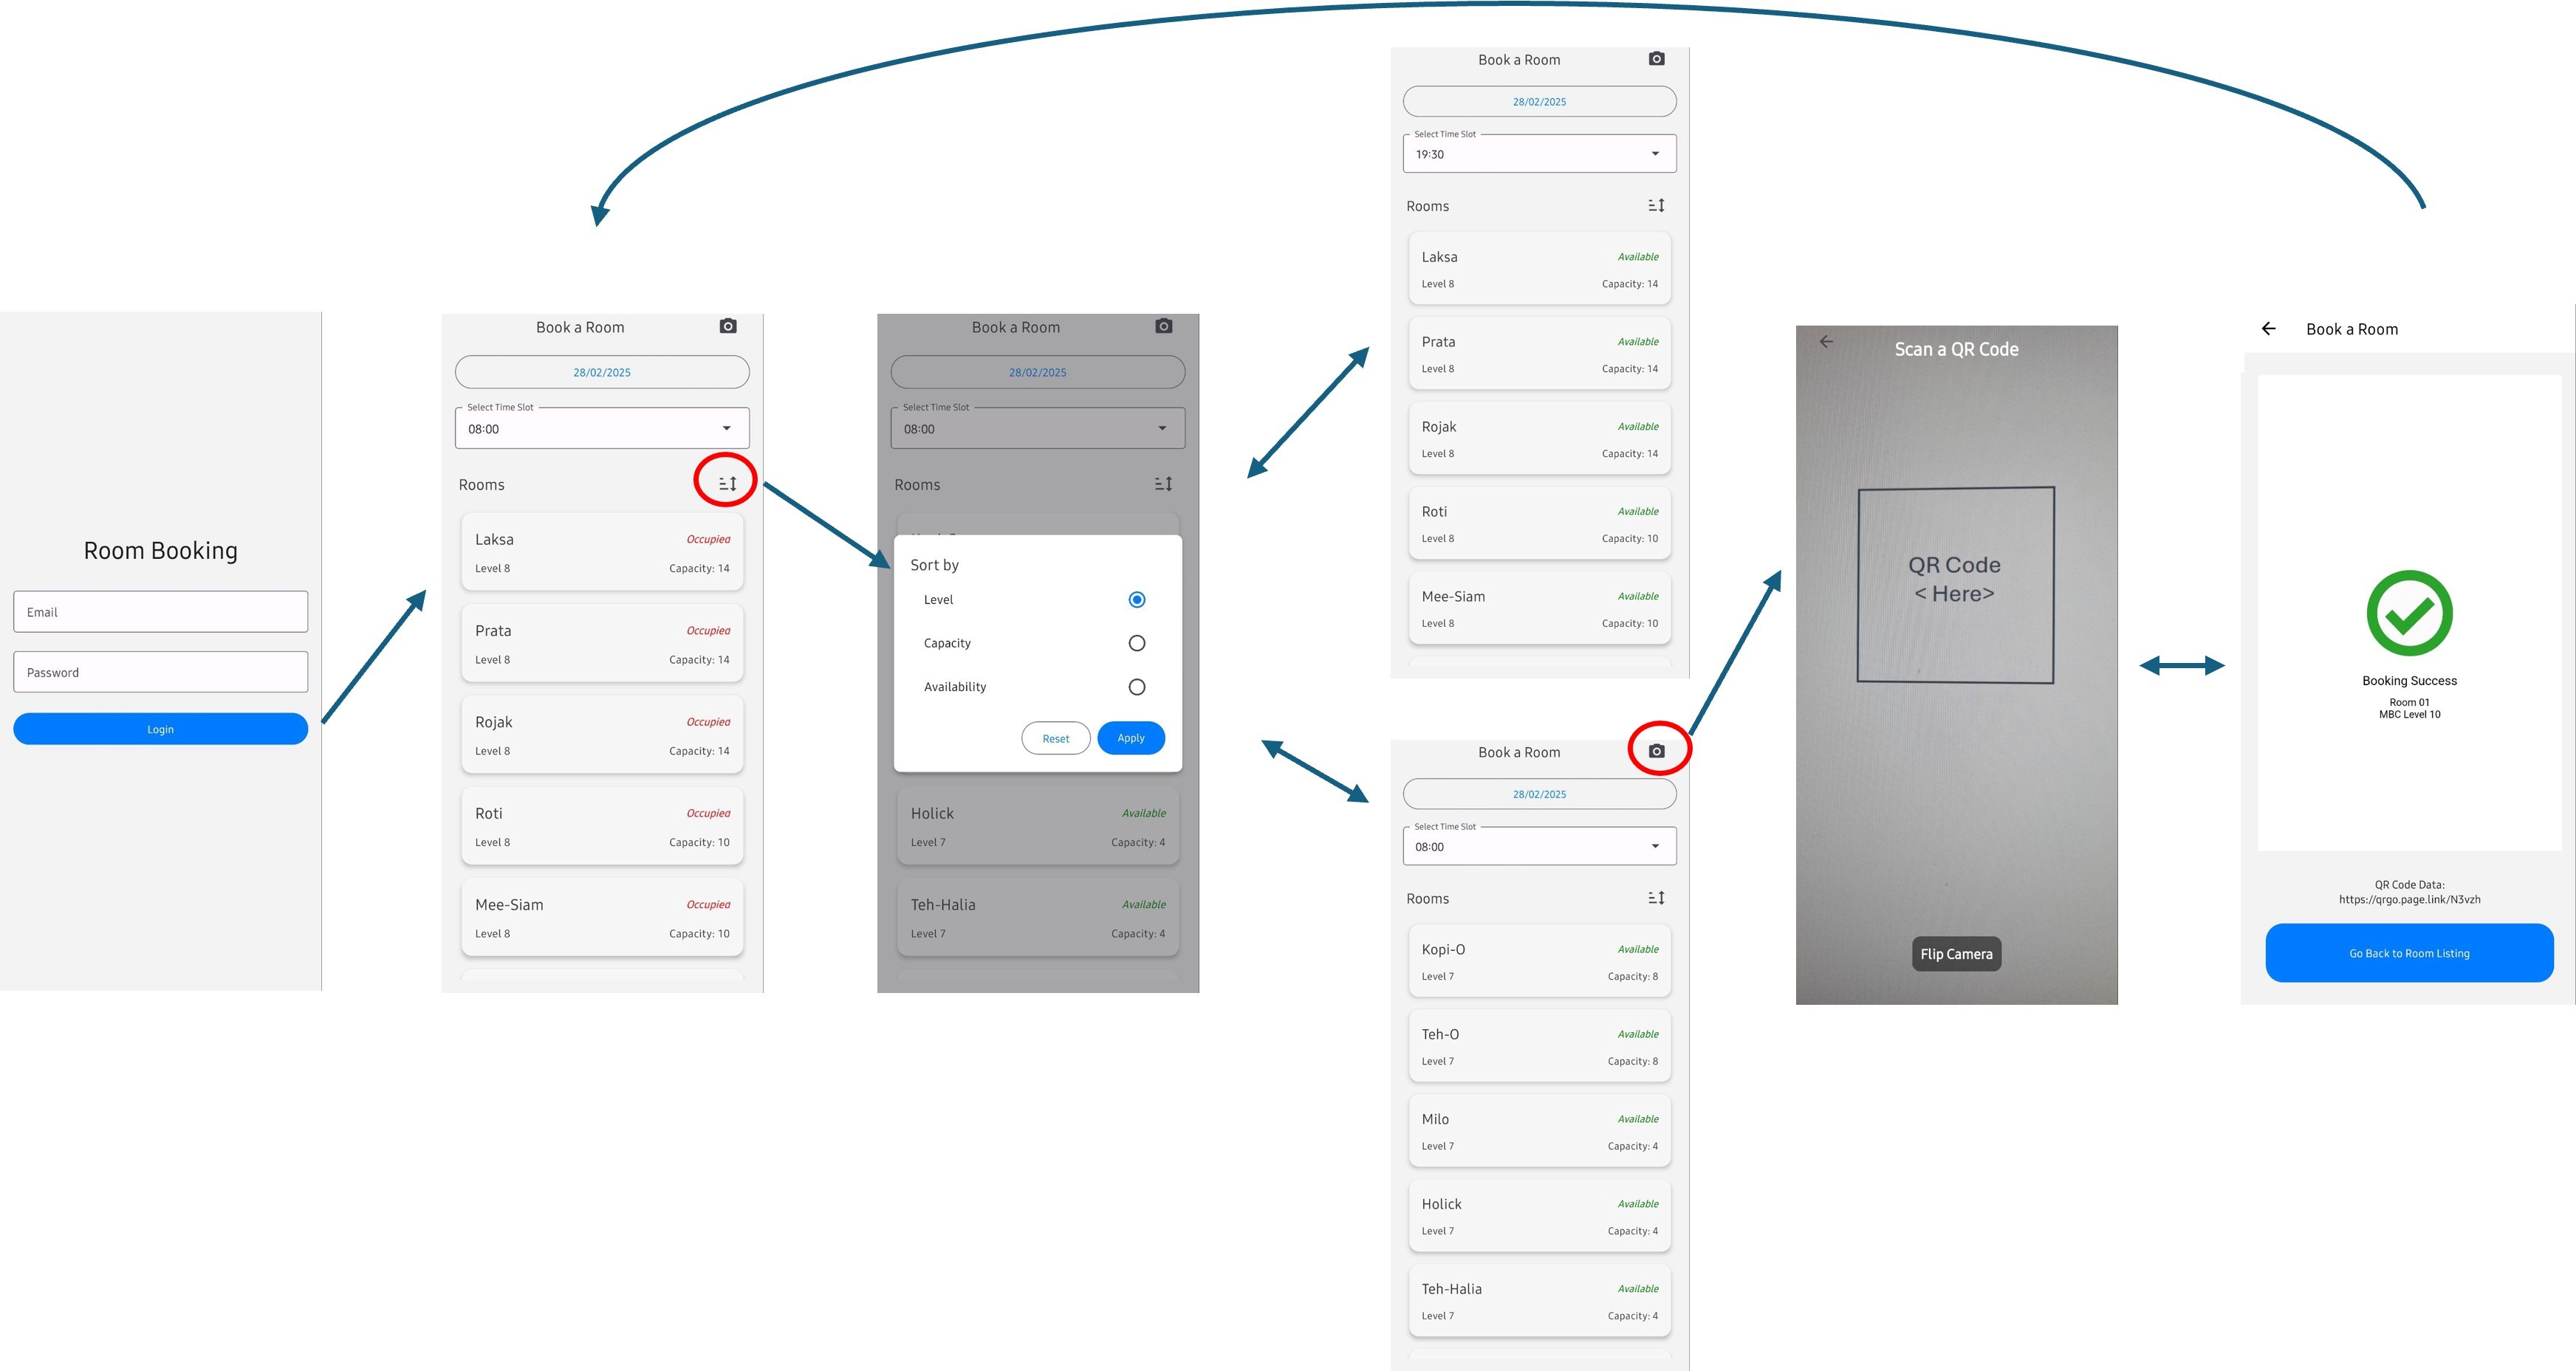 Room Booking
Email
Password
Login
Book a Room
28/02/2025
Select Time Slot
08:00
Rooms
Laksa Occupied
Level 8 Capacity: 14
Prata Occupied
Level 8 Capacity: 14
Rojak Occupied
Level 8 Capacity: 14
Roti Occupied
Level 8 Capacity: 10
Mee-Siam Occupied
Level 8 Capacity: 10
Book a Room
28/02/2025
Select Time Slot
08:00
Rooms
Sort by
Level
Capacity
Availability
Reset Apply
Holick Available
Level 7 Capacity: 4
Teh-Halia Available
Level 7 Capacity: 4
Book a Room
28/02/2025
Select Time Slot
19:30
Rooms
Laksa Available
Level 8 Capacity: 14
Prata Available
Level 8 Capacity: 14
Rojak Available
Level 8 Capacity: 14
Roti Available
Level 8 Capacity: 10
Mee-Siam Available
Level 8 Capacity: 10
Book a Room
28/02/2025
Select Time Slot
08:00
Rooms
Kopi-O Available
Level 7 Capacity: 8
Teh-O Available
Level 7 Capacity: 8
Milo Available
Level 7 Capacity: 4
Holick Available
Level 7 Capacity: 4
Teh-Halia Available
Level 7 Capacity: 4
Scan a QR Code
QR Code
< Here>
Flip Camera
Book a Room
Booking Success
Room 01
MBC Level 10
QR Code Data:
https://qrgo.page.link/N3vzh
Go Back to Room Listing